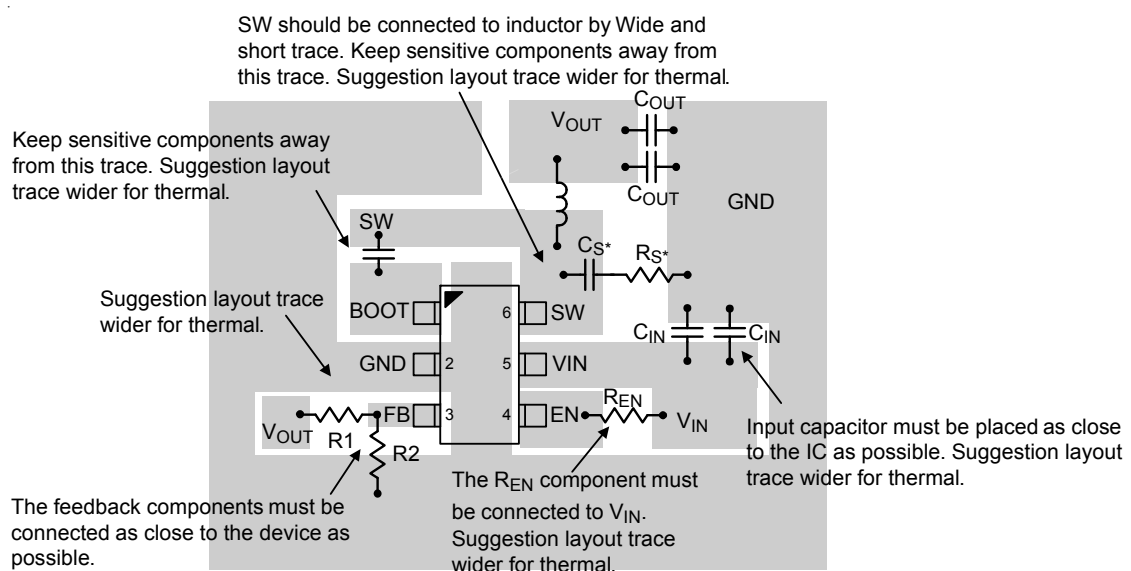 SW should be connected to inductor by Wide and
short trace. Keep sensitive components away from
this trace. Suggestion layout trace wider for thermal.
Keep sensitive components away
from this trace. Suggestion layout
trace wider for thermal.
COUT
VOUT
COUT
GND
SW
CS*
RS*
Suggestion layout trace
wider for thermal.
BOOT
6
SW
CIN
CIN
GND
2
5
VIN
FB
3
4
EN
REN
VIN
VOUT
R1
R2
Input capacitor must be placed as close
to the IC as possible. Suggestion layout
trace wider for thermal.
The feedback components must be
connected as close to the device as
possible.
The REN component must
be connected to VIN.
Suggestion layout trace
wider for thermal.